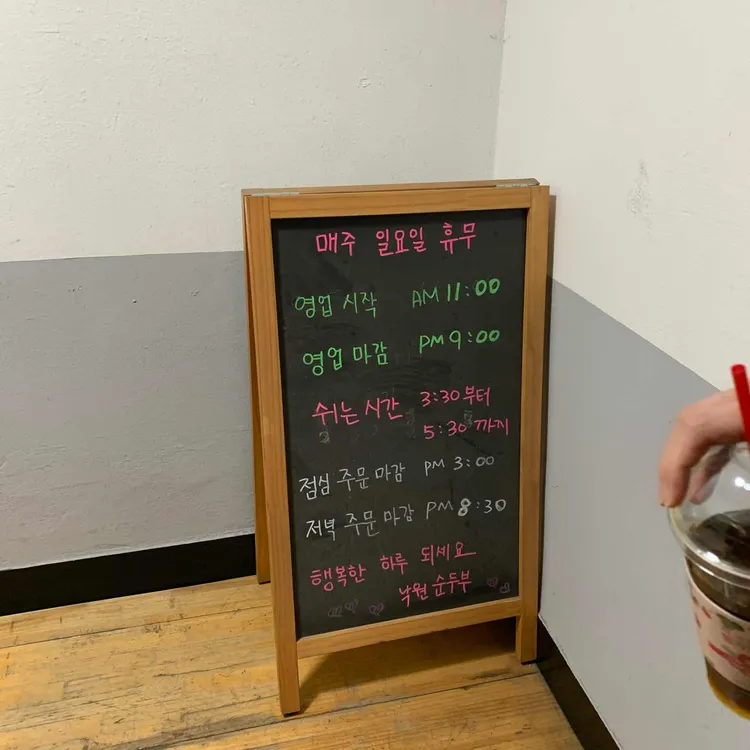 매주 일요일 휴무
영업 시작 AM 11:00
영업 마감 PM 9:00
쉬는 시간 3:30 부터
5:30 까지
점심 주문 마감 PM 3:00
저녁 주문 마감 PM 8:30
행복한 하루 되세요
낙원 순두부